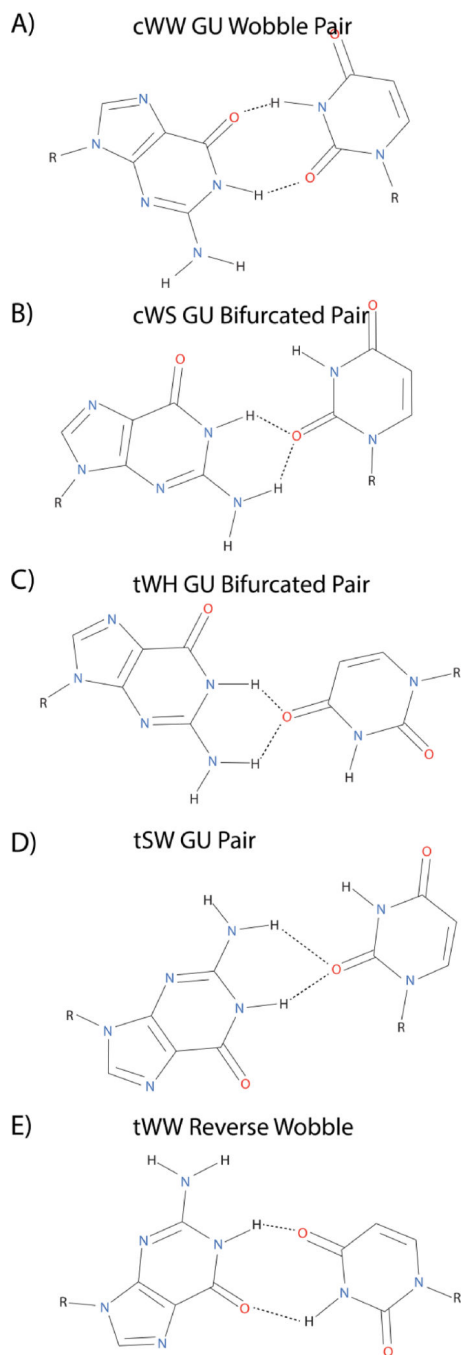 A) cWW GU Wobble Pair
O
N
O H N
R N N
N H O
N R
N H
H
B) cWS GU Bifurcated Pair
O
O H N
N H
N O N
N N H R
R N
H
C) tWH GU Bifurcated Pair
O
N R
N N H N
R N O
N H N O
H H
D) tSW GU Pair
O
H H N
N H
N O N
R N N H R
N O
E) tWW Reverse Wobble
H H
N
N N H O
N R
R N O H N
N O